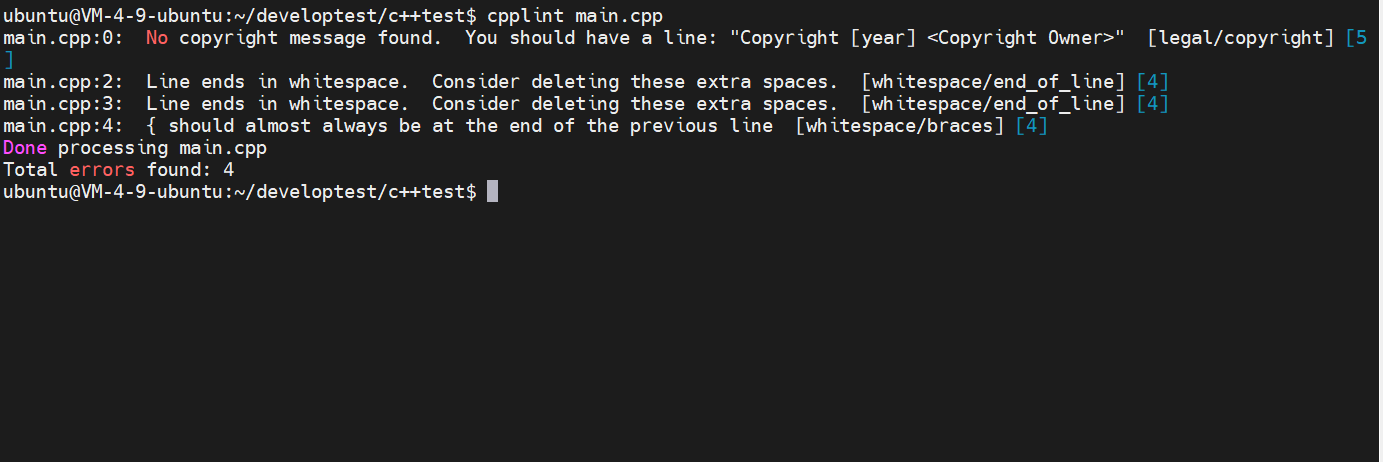 ubuntu@VM-4-9-ubuntu:~/developtest/c++test$ cpplint main.cpp
main.cpp:0:  No copyright message found.  You should have a line: "Copyright [year] <Copyright Owner>"  [legal/copyright] [5
]
main.cpp:2:  Line ends in whitespace.  Consider deleting these extra spaces.  [whitespace/end_of_line] [4]
main.cpp:3:  Line ends in whitespace.  Consider deleting these extra spaces.  [whitespace/end_of_line] [4]
main.cpp:4:  { should almost always be at the end of the previous line  [whitespace/braces] [4]
Done processing main.cpp
Total errors found: 4
ubuntu@VM-4-9-ubuntu:~/developtest/c++test$